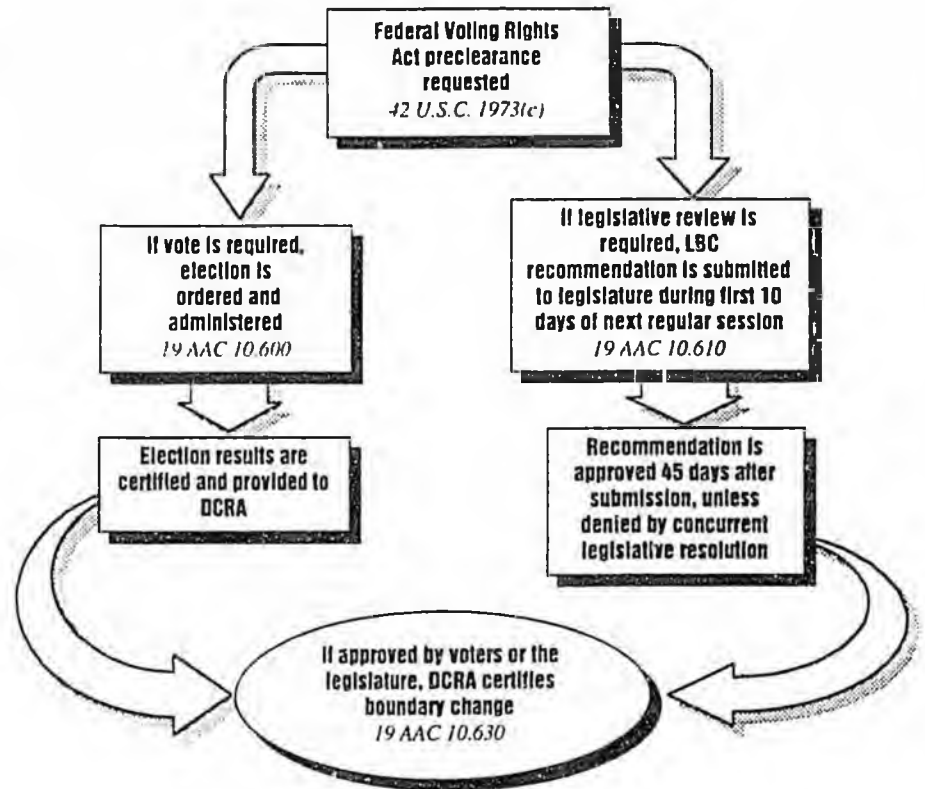 Federal Voting Rights
Act preclearance
requested
42 U.S.C. 1973(c)
If vote is required,
election is
ordered and
administered
19 AAC 10.600
Election results are
certified and provided to
DCRA
If legislative review is
required, LBC
recommendation is submitted
to legislature during first 10
days of next regular session
19 AAC 10.610
Recommendation is
approved 45 days after
submission, unless
denied by concurrent
legislative resolution
If approved by voters or the
legislature, DCRA certifies
boundary change
19 AAC 10.630